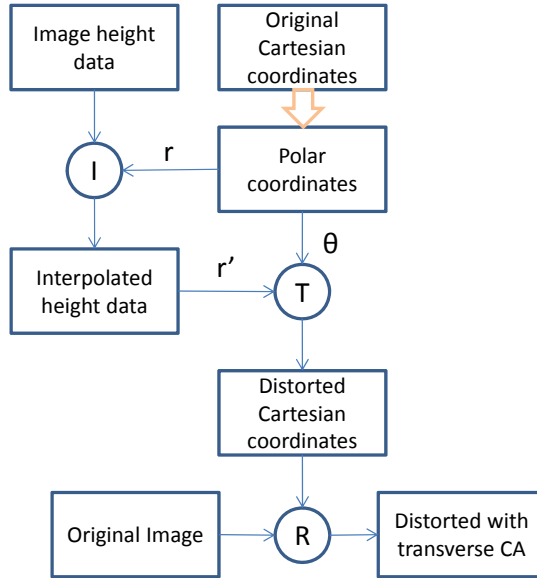 Image height
data
Original
Cartesian
coordinates
I
r
Polar
coordinates
θ
Interpolated
height data
r’
T
Distorted
Cartesian
coordinates
Original Image
R
Distorted with
transverse CA